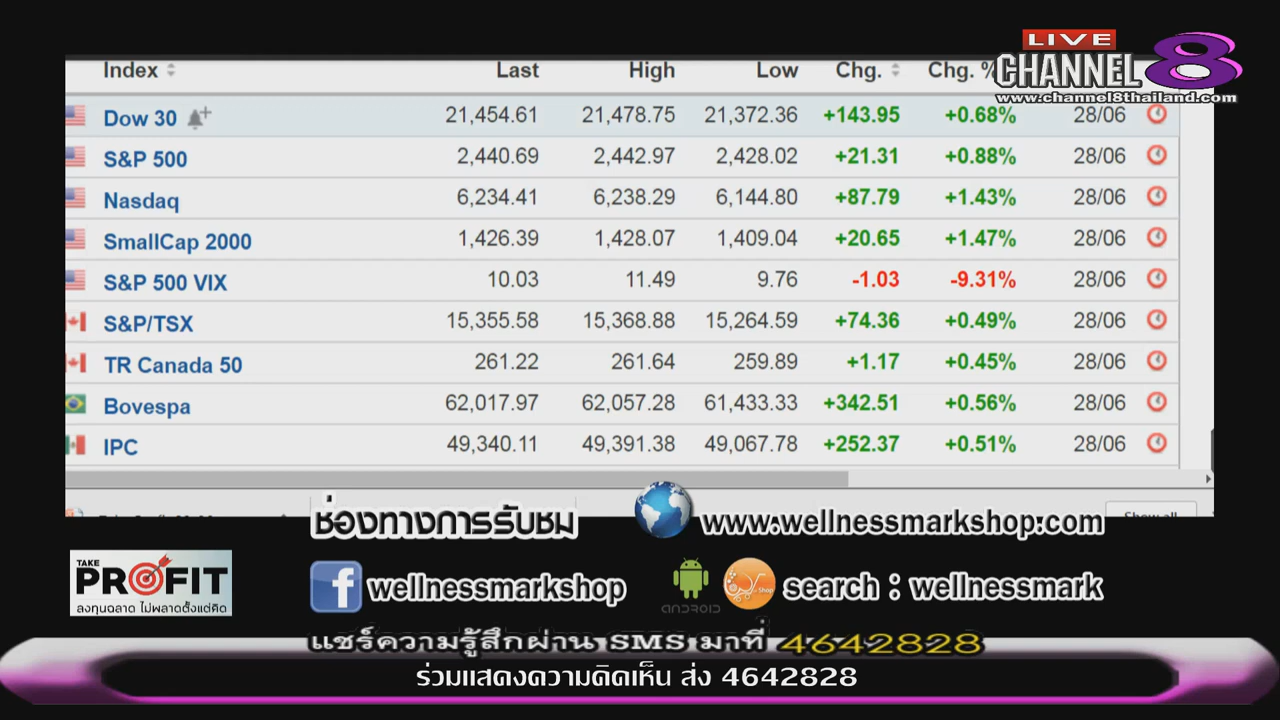 LIVE
CHANNEL 8
www.channel8thailand.com
Index Last High Low Chg. Chg. %
Dow 30 21,454.61 21,478.75 21,372.36 +143.95 +0.68% 28/06
S&P 500 2,440.69 2,442.97 2,428.02 +21.31 +0.88% 28/06
Nasdaq 6,234.41 6,238.29 6,144.80 +87.79 +1.43% 28/06
SmallCap 2000 1,426.39 1,428.07 1,409.04 +20.65 +1.47% 28/06
S&P 500 VIX 10.03 11.49 9.76 -1.03 -9.31% 28/06
S&P/TSX 15,355.58 15,368.88 15,264.59 +74.36 +0.49% 28/06
TR Canada 50 261.22 261.64 259.89 +1.17 +0.45% 28/06
Bovespa 62,017.97 62,057.28 61,433.33 +342.51 +0.56% 28/06
IPC 49,340.11 49,391.38 49,067.78 +252.37 +0.51% 28/06
Show all
ช่องทางการรับชม www.wellnessmarkshop.com
TAKE
PROFIT
ลงทุนฉลาด ไม่พลาดตั้งแต่คิด
f wellnessmarkshop Shop search : wellnessmark
ดาวน์โหลด
แชร์ความรู้สึกผ่าน SMS มาที่ 4642828
ร่วมแสดงความคิดเห็น ส่ง 4642828